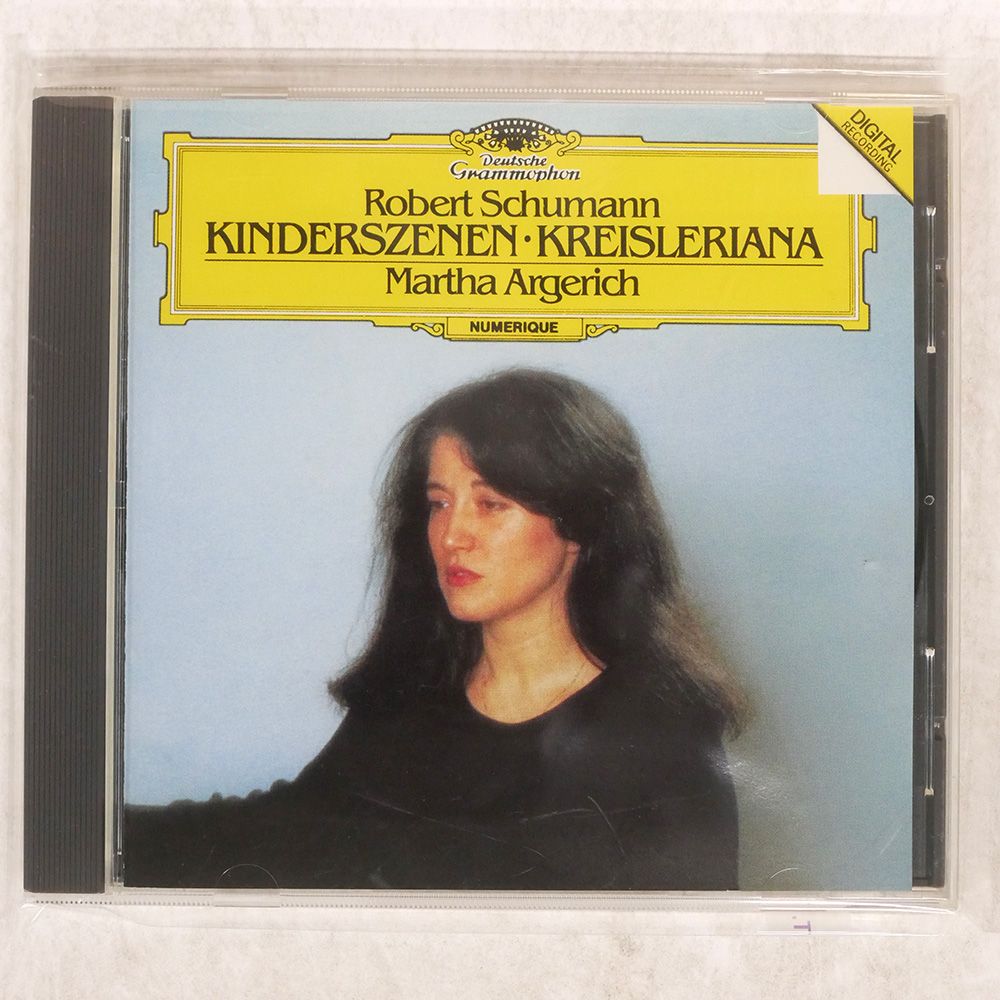 DIGITAL
RECORDING
Deutsche
Grammophon
Robert Schumann
KINDERSZENEN · KREISLERIANA
Martha Argerich
NUMERIQUE
T